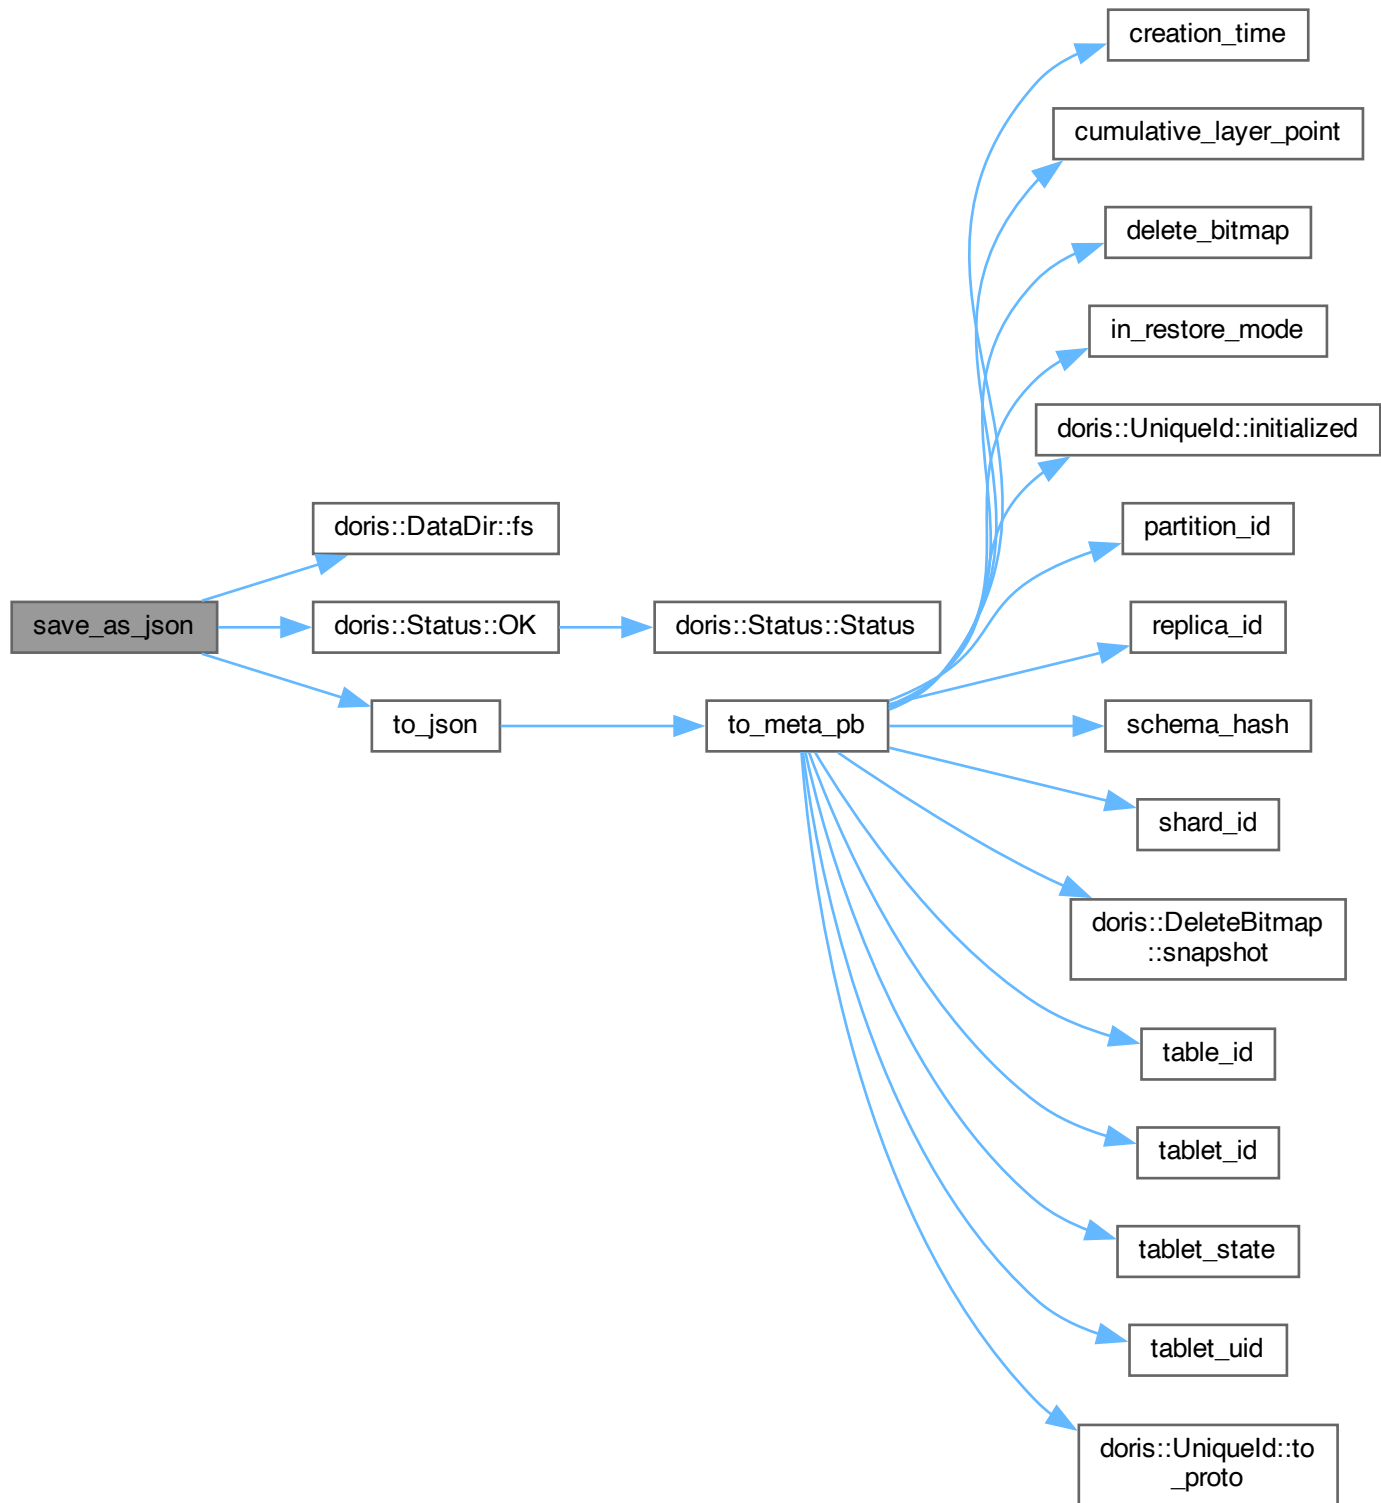 creation_time
cumulative_layer_point
delete_bitmap
in_restore_mode
doris::UniqueId::initialized
doris::DataDir::fs
partition_id
save_as_json
doris::Status::OK
doris::Status::Status
replica_id
to_json
to_meta_pb
schema_hash
shard_id
doris::DeleteBitmap
::snapshot
table_id
tablet_id
tablet_state
tablet_uid
doris::UniqueId::to
_proto